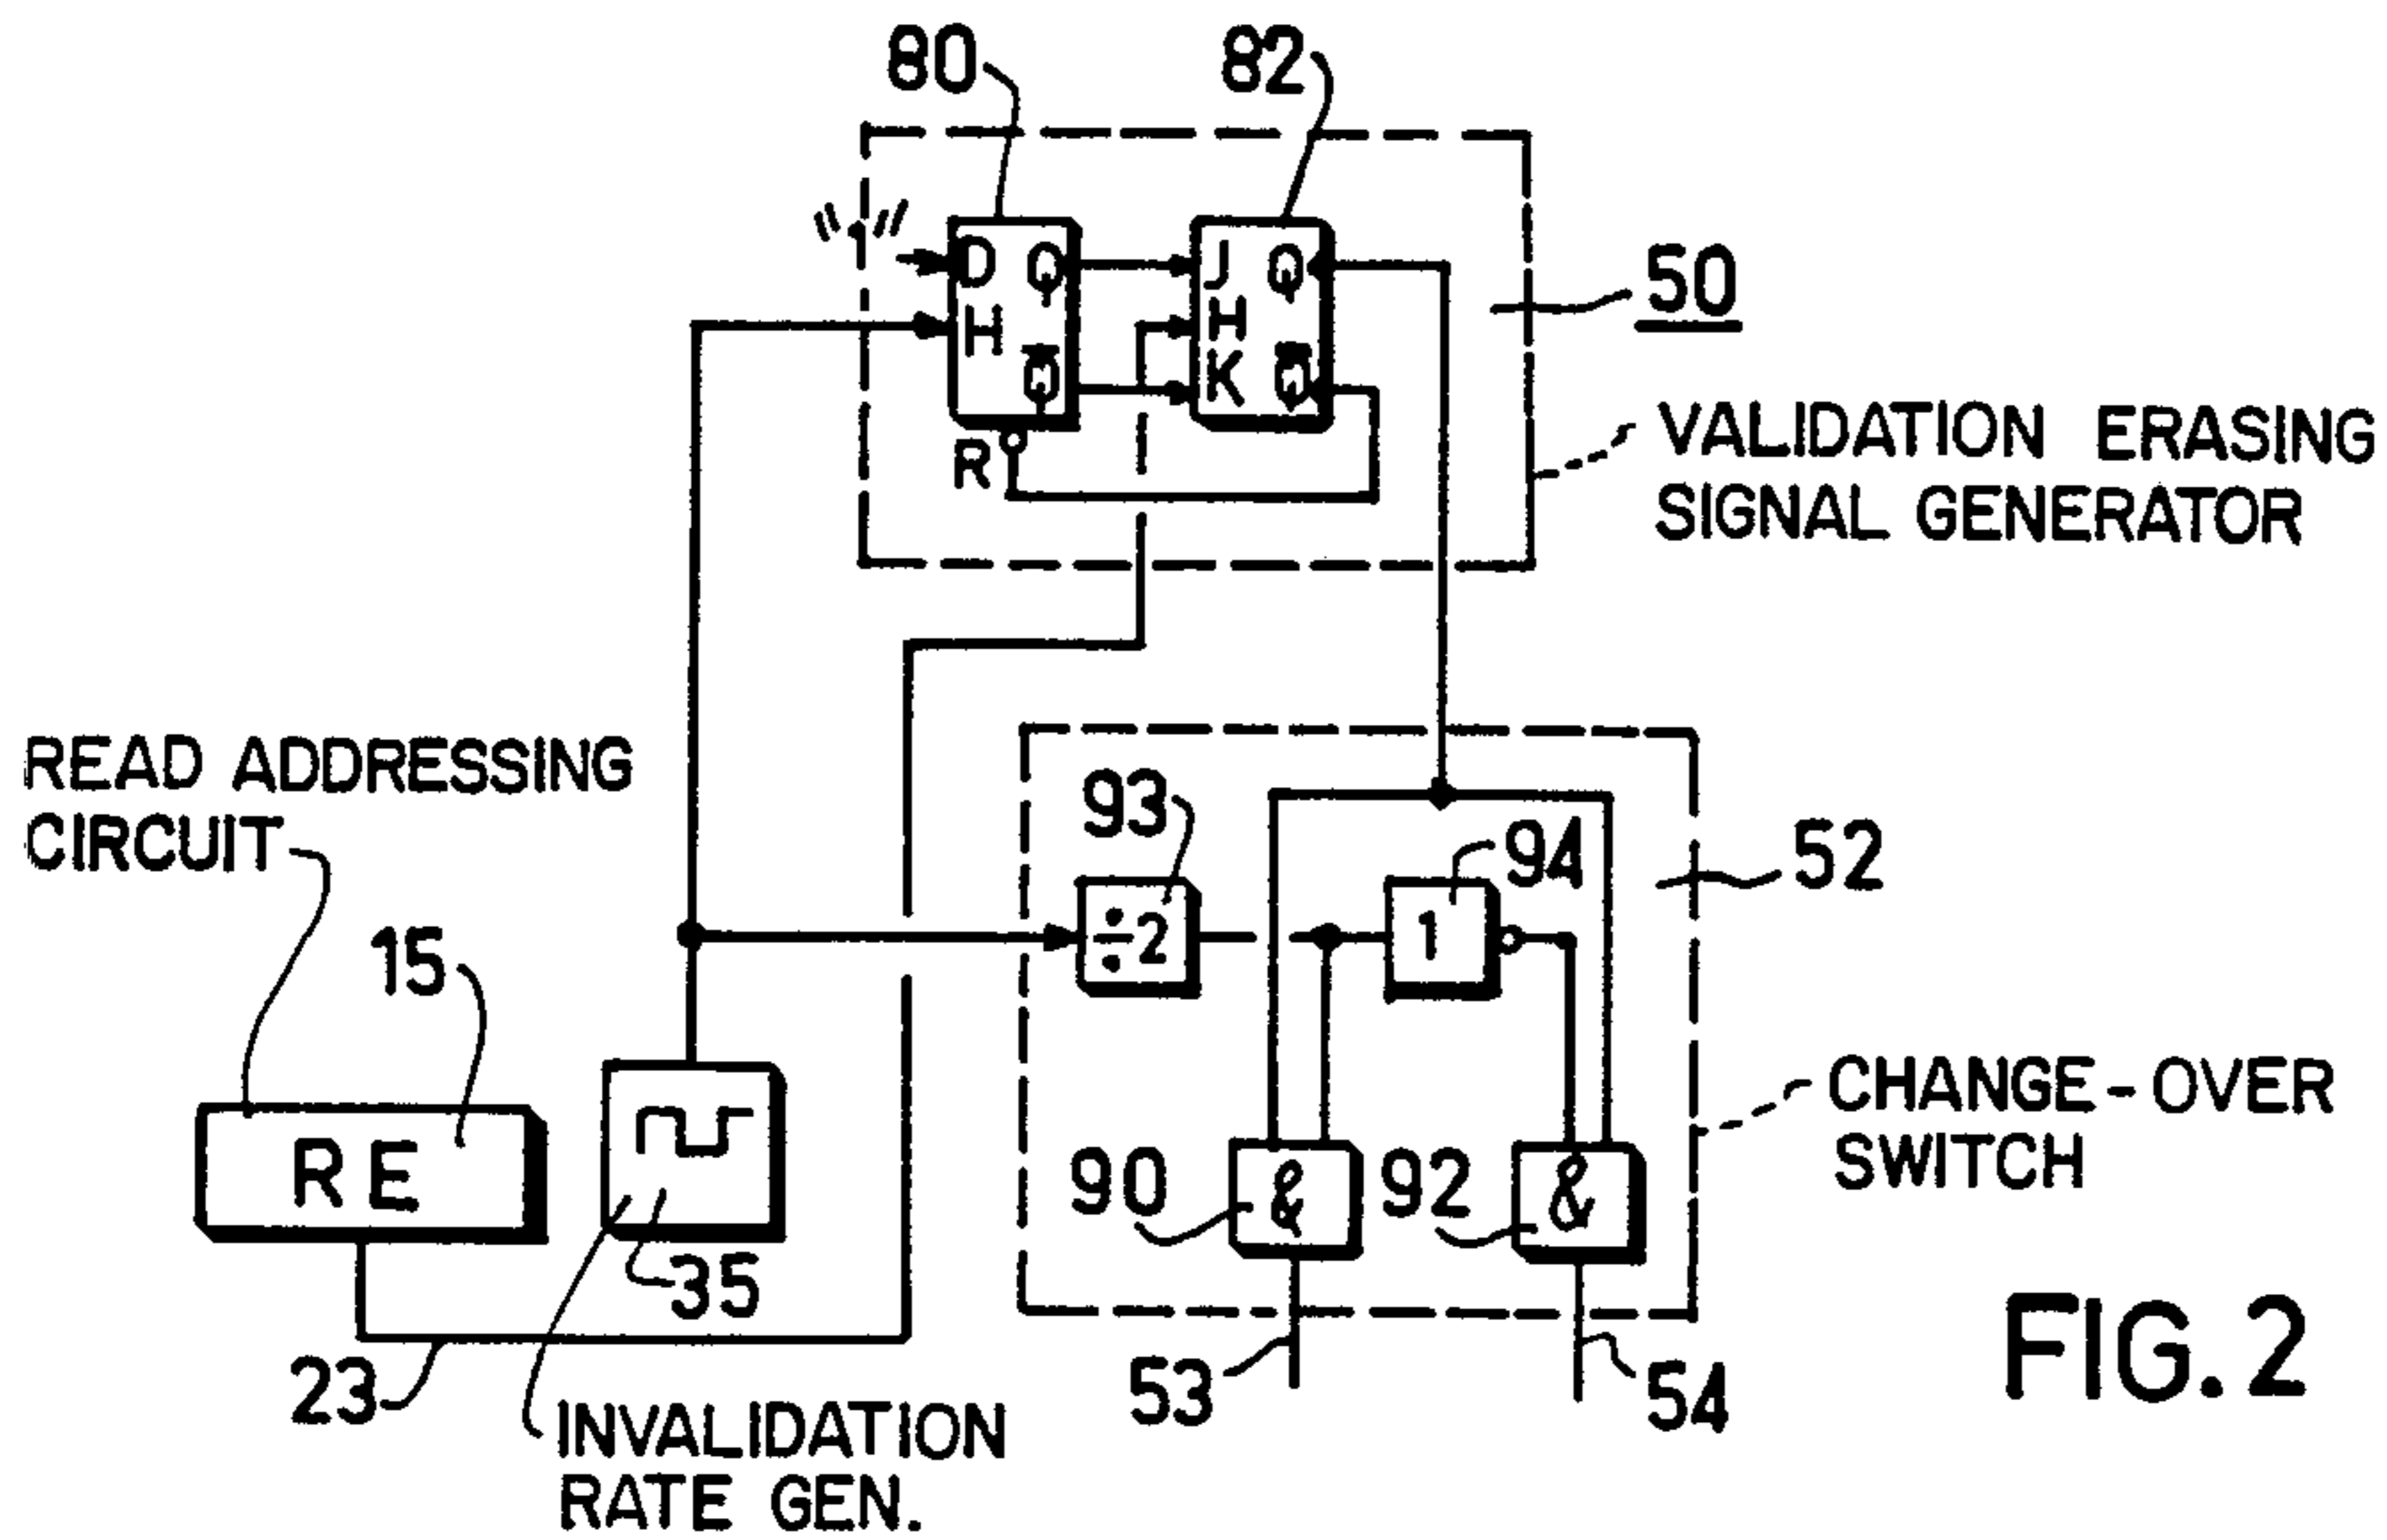 80
82
"1"
D Q
H
Q̅
R
J Q
H
K Q̅
50
VALIDATION ERASING
SIGNAL GENERATOR
READ ADDRESSING
CIRCUIT
15
RE
35
23
INVALIDATION
RATE GEN.
93
÷2
94
1
52
CHANGE-OVER
SWITCH
90
&
92
&
53
54
FIG. 2